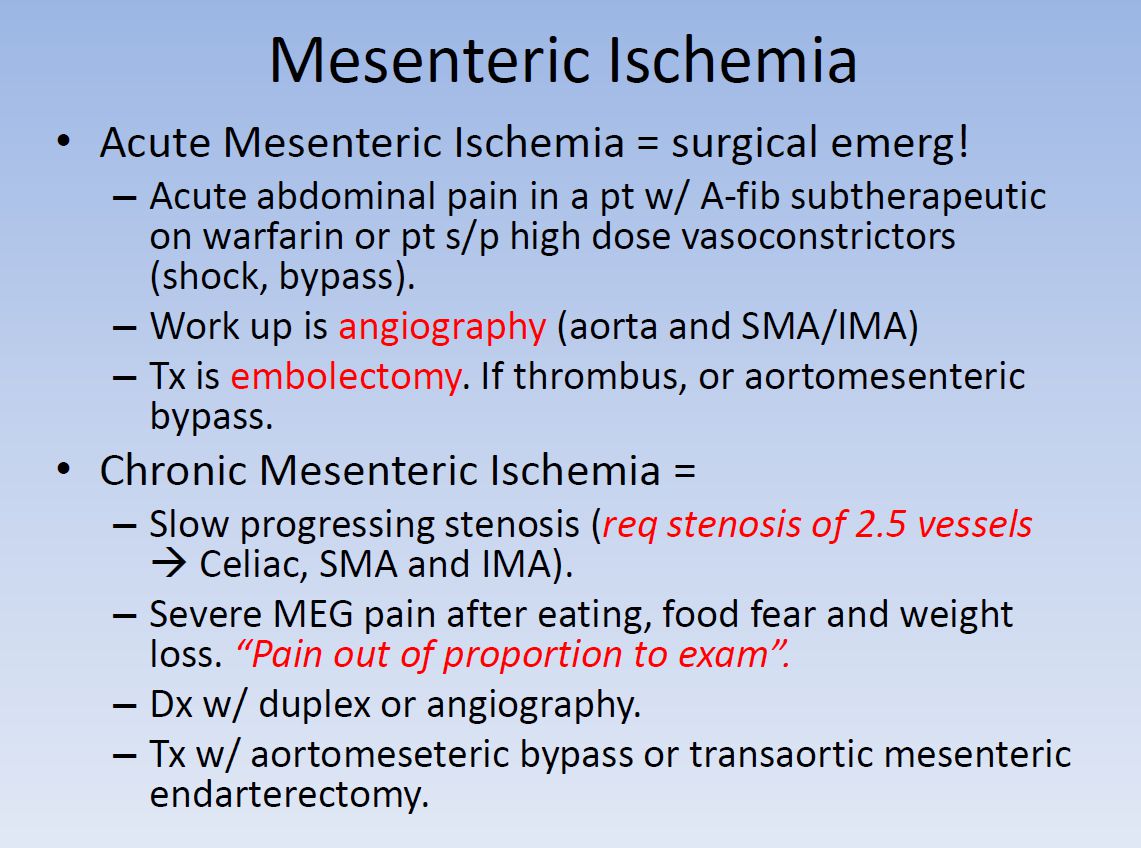 Mesenteric Ischemia
• Acute Mesenteric Ischemia = surgical emerg!
– Acute abdominal pain in a pt w/ A-fib subtherapeutic
on warfarin or pt s/p high dose vasoconstrictors
(shock, bypass).
– Work up is angiography (aorta and SMA/IMA)
– Tx is embolectomy. If thrombus, or aortomesenteric
bypass.
• Chronic Mesenteric Ischemia =
– Slow progressing stenosis (req stenosis of 2.5 vessels
→ Celiac, SMA and IMA).
– Severe MEG pain after eating, food fear and weight
loss. “Pain out of proportion to exam”.
– Dx w/ duplex or angiography.
– Tx w/ aortomeseteric bypass or transaortic mesenteric
endarterectomy.